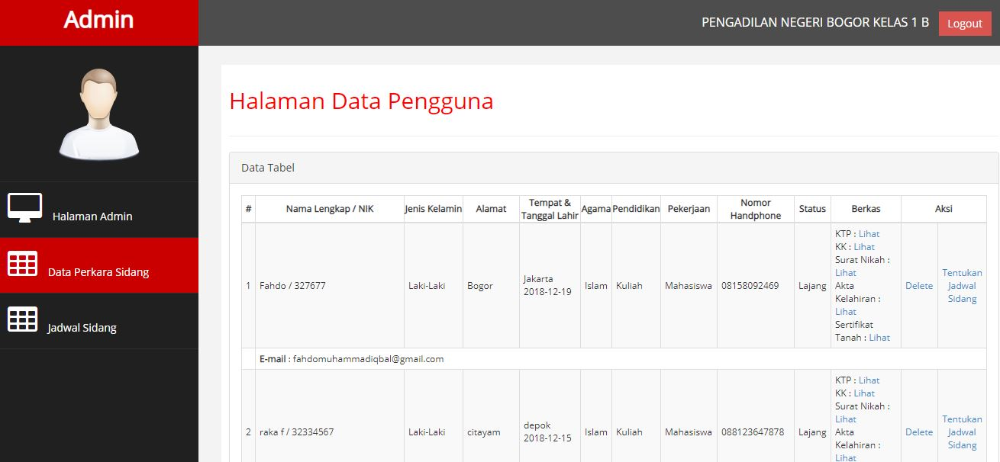 Admin
PENGADILAN NEGERI BOGOR KELAS 1 B
Logout
Halaman Admin
Data Perkara Sidang
Jadwal Sidang
Halaman Data Pengguna
Data Tabel
# Nama Lengkap / NIK Jenis Kelamin Alamat Tempat & Tanggal Lahir Agama Pendidikan Pekerjaan Nomor Handphone Status Berkas Aksi
1 Fahdo / 327677 Laki-Laki Bogor Jakarta 2018-12-19 Islam Kuliah Mahasiswa 08158092469 Lajang
KTP : Lihat
KK : Lihat
Surat Nikah :
Lihat
Akta
Kelahiran :
Lihat
Sertifikat
Tanah : Lihat
Delete
Tentukan
Jadwal
Sidang
E-mail : fahdomuhammadiqbal@gmail.com
2 raka f / 32334567 Laki-Laki citayam depok 2018-12-15 Islam Kuliah Mahasiswa 088123647878 Lajang
KTP : Lihat
KK : Lihat
Surat Nikah :
Lihat
Akta
Kelahiran :
Lihat
Delete
Tentukan
Jadwal
Sidang